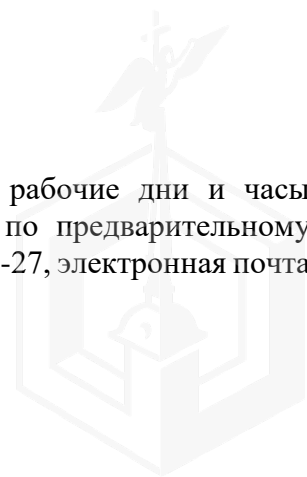 рабочие дни и часы
по предварительному
-27, электронная почта